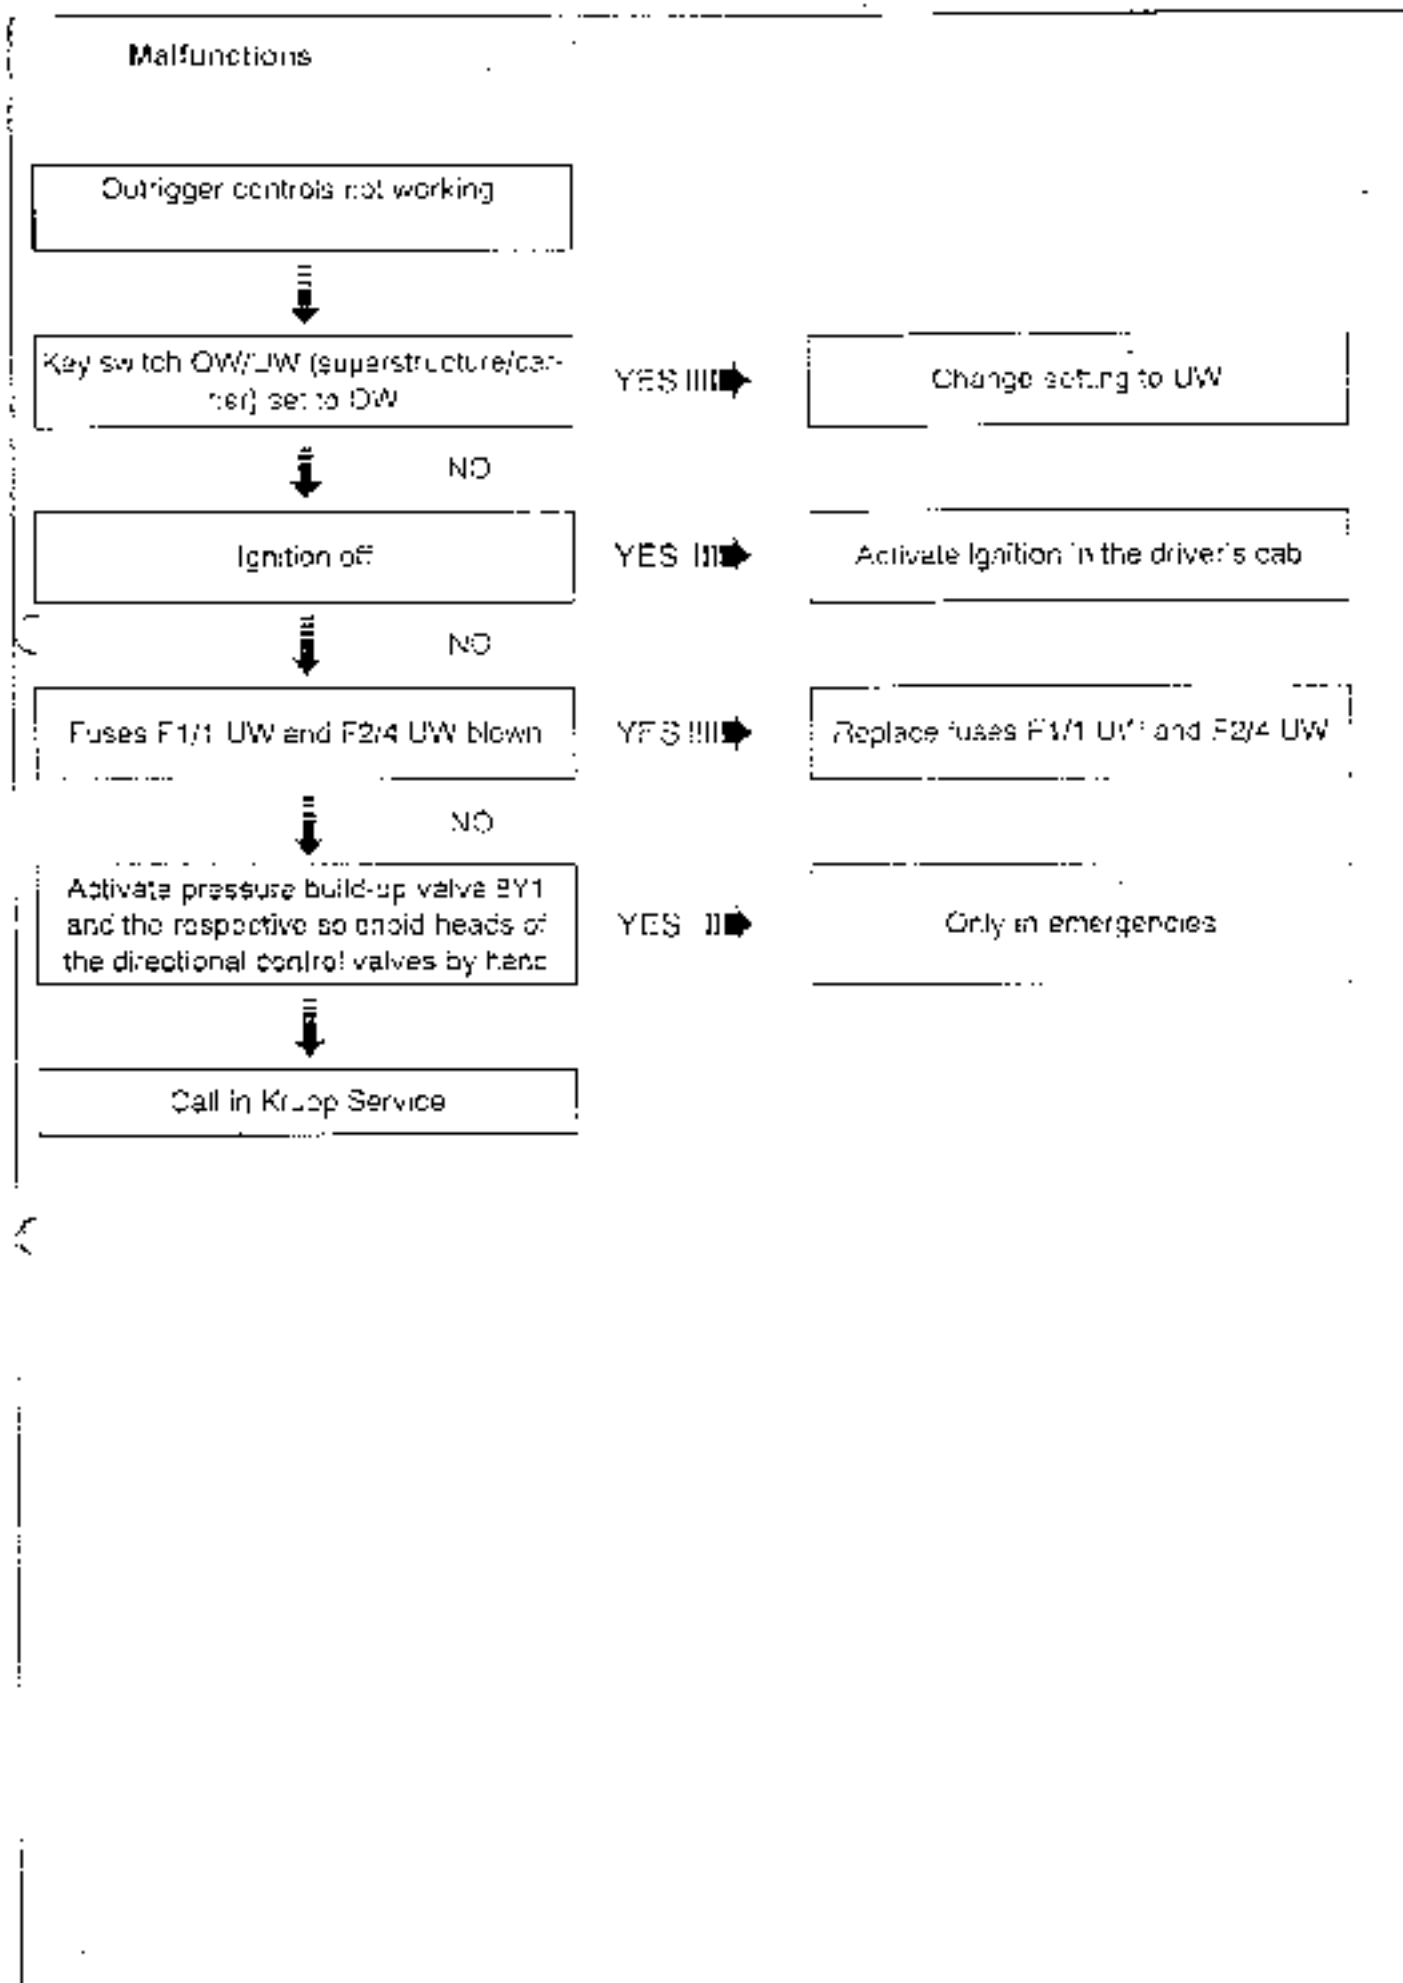 Malfunctions
Outrigger controls not working
Key switch OW/UW (superstructure/car-
rier) set to OW
YES
Change setting to UW
NO
Ignition off
YES
Activate Ignition in the driver's cab
NO
Fuses F1/1 UW and F2/4 UW blown
YES
Replace fuses F1/1 UW and F2/4 UW
NO
Activate pressure build-up valve
and the respective solenoid heads of
the directional control valves by hand
YES
Only in emergencies
Call in Krupp Service